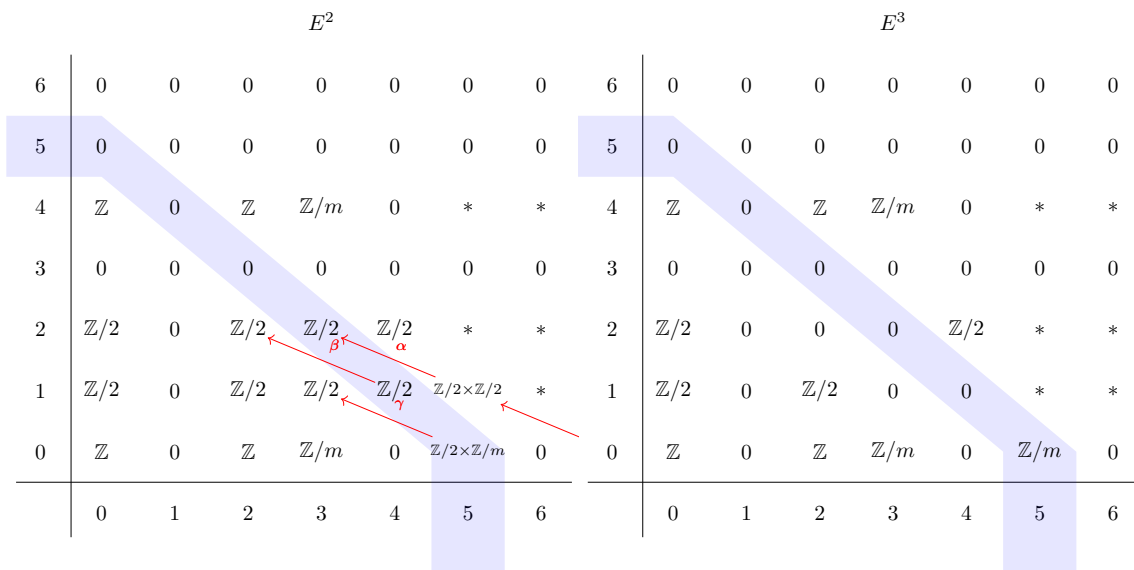 E² E³
6 0 0 0 0 0 0 0 6 0 0 0 0 0 0 0
5 0 0 0 0 0 0 0 5 0 0 0 0 0 0 0
4 ℤ 0 ℤ ℤ/m 0 * * 4 ℤ 0 ℤ ℤ/m 0 * *
3 0 0 0 0 0 0 0 3 0 0 0 0 0 0 0
2 ℤ/2 0 ℤ/2 ℤ/2 ℤ/2 * * 2 ℤ/2 0 0 0 ℤ/2 * *
β α
1 ℤ/2 0 ℤ/2 ℤ/2 ℤ/2 ℤ/2×ℤ/2 * 1 ℤ/2 0 ℤ/2 0 0 * *
γ
0 ℤ 0 ℤ ℤ/m 0 ℤ/2×ℤ/m 0 0 ℤ 0 ℤ ℤ/m 0 ℤ/m 0
0 1 2 3 4 5 6 0 1 2 3 4 5 6